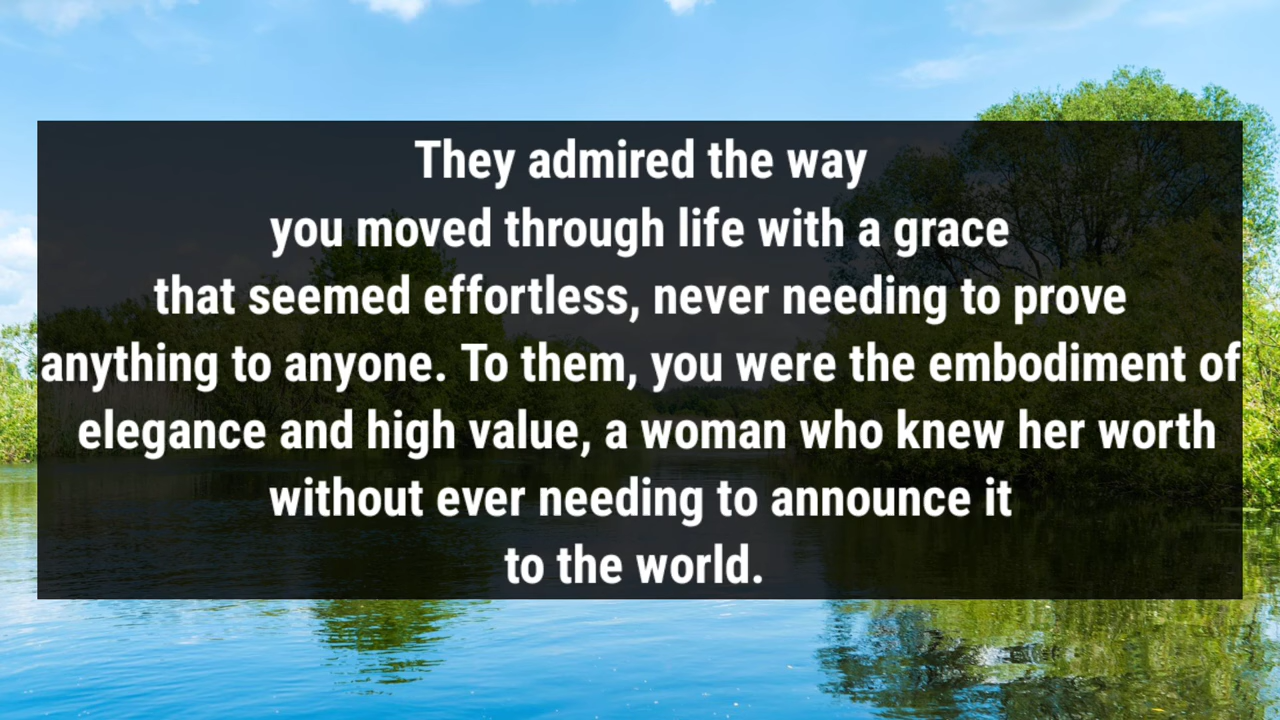 They admired the way
you moved through life with a grace
that seemed effortless, never needing to prove
anything to anyone. To them, you were the embodiment of
elegance and high value, a woman who knew her worth
without ever needing to announce it
to the world.